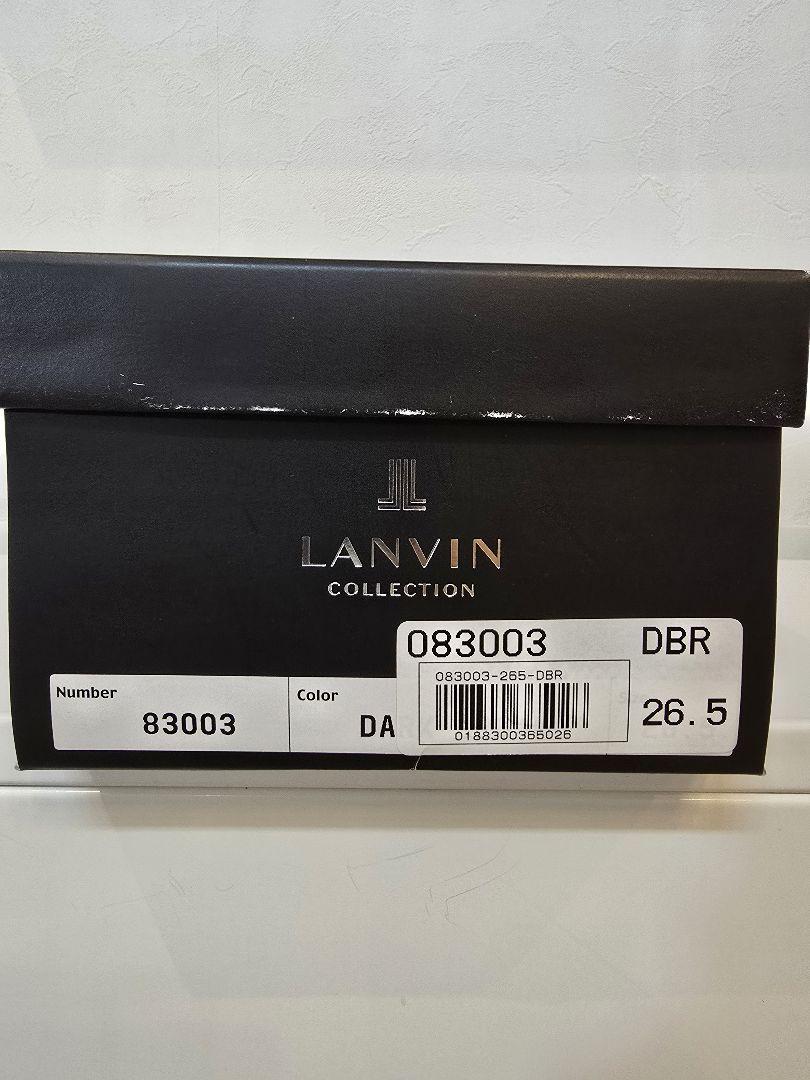 LANVIN
COLLECTION
083003 DBR
083003-265-DBR
0188300365026
26.5
Number
83003
Color
DA